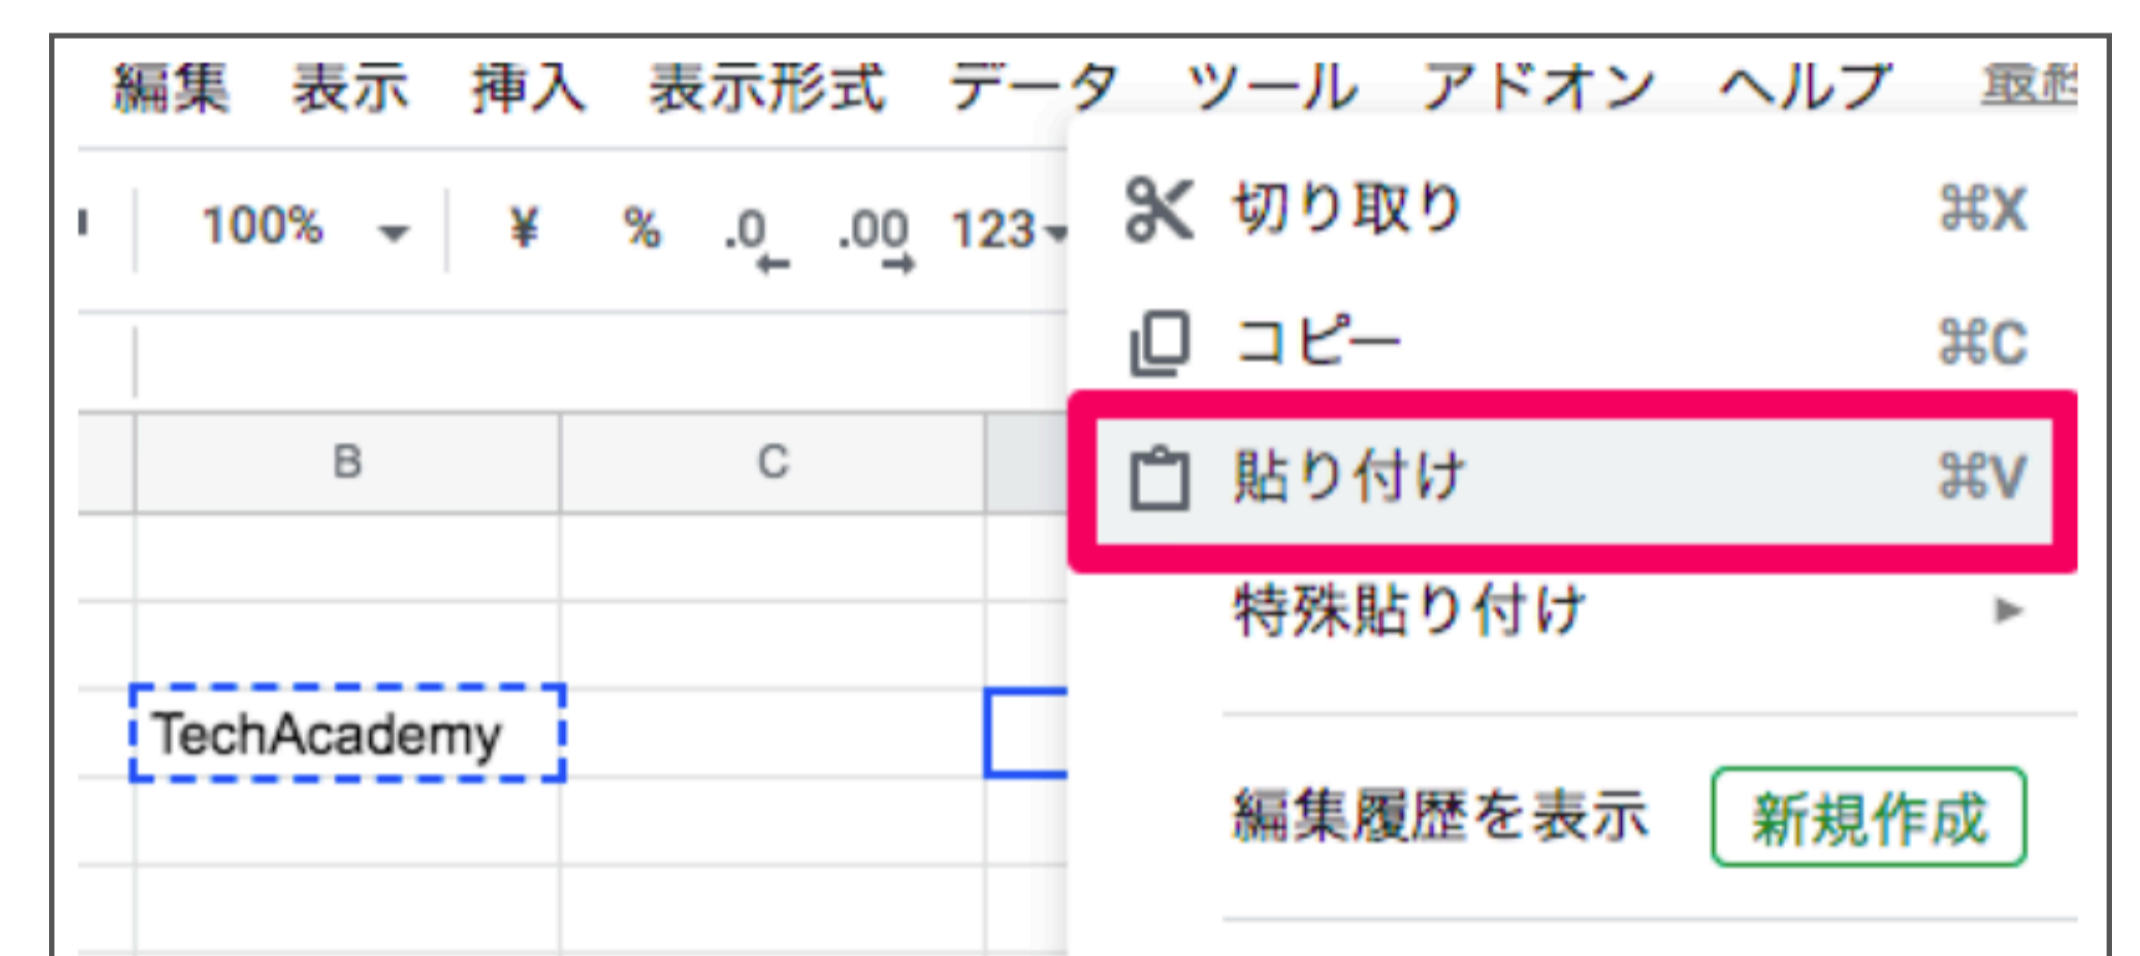 編集 表示 挿入 表示形式 データ ツール アドオン ヘルプ
100% ¥ % .0 .00 123
切り取り ⌘X
コピー ⌘C
B C
貼り付け ⌘V
特殊貼り付け
TechAcademy
編集履歴を表示 新規作成